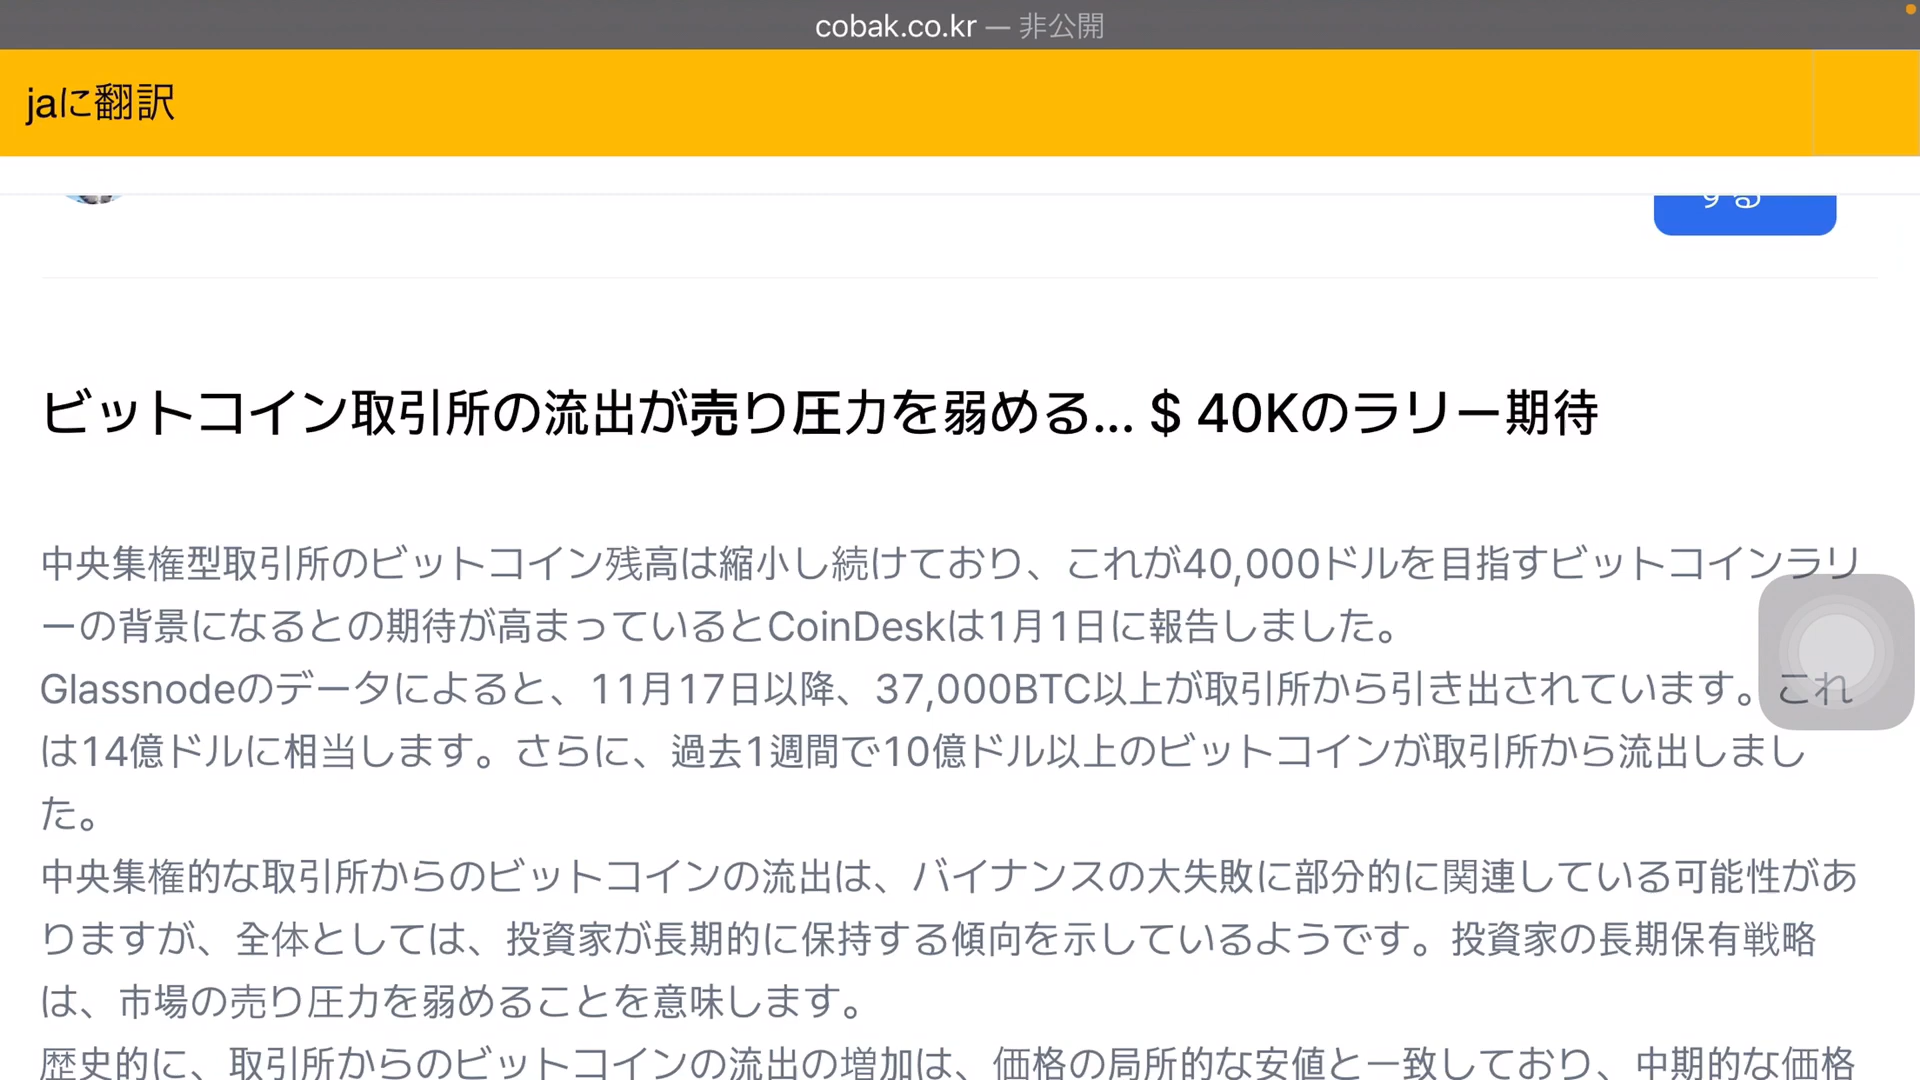 cobak.co.kr — 非公開
jaに翻訳
する
ビットコイン取引所の流出が売り圧力を弱める... $ 40Kのラリー期待
中央集権型取引所のビットコイン残高は縮小し続けており、これが40,000ドルを目指すビットコインラリ
ーの背景になるとの期待が高まっているとCoinDeskは1月1日に報告しました。
Glassnodeのデータによると、11月17日以降、37,000BTC以上が取引所から引き出されています。これ
は14億ドルに相当します。さらに、過去1週間で10億ドル以上のビットコインが取引所から流出しまし
た。
中央集権的な取引所からのビットコインの流出は、バイナンスの大失敗に部分的に関連している可能性があ
りますが、全体としては、投資家が長期的に保持する傾向を示しているようです。投資家の長期保有戦略
は、市場の売り圧力を弱めることを意味します。
歴史的に、取引所からのビットコインの流出の増加は、価格の局所的な安値と一致しており、中期的な価格